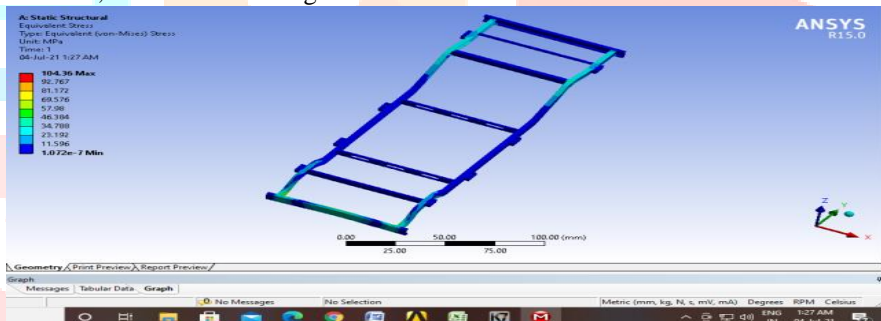 A: Static Structural
Equivalent Stress
Type: Equivalent (von-Mises) Stress
Unit: MPa
Time: 1
04-Jul-21 1:27 AM
104.36 Max
92.767
81.172
69.576
57.98
46.384
34.788
23.192
11.596
1.072e-7 Min
ANSYS
R15.0
Z
Y
X
0.00 50.00 100.00 (mm)
25.00 75.00
Geometry Print Preview Report Preview
Graph
Messages Tabular Data Graph
No Messages No Selection Metric (mm, kg, N, s, mV, mA) Degrees RPM Celsius
ENG 1:27 AM
IN 04-Jul-21